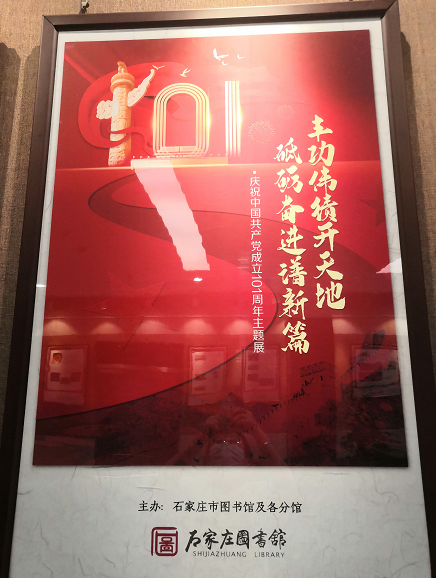 101
丰功伟绩开天地
砥砺奋进谱新篇
·庆祝中国共产党成立101周年主题展
主办: 石家庄市图书馆及各分馆
石家庄图书馆
SHIJIAZHUANG LIBRARY